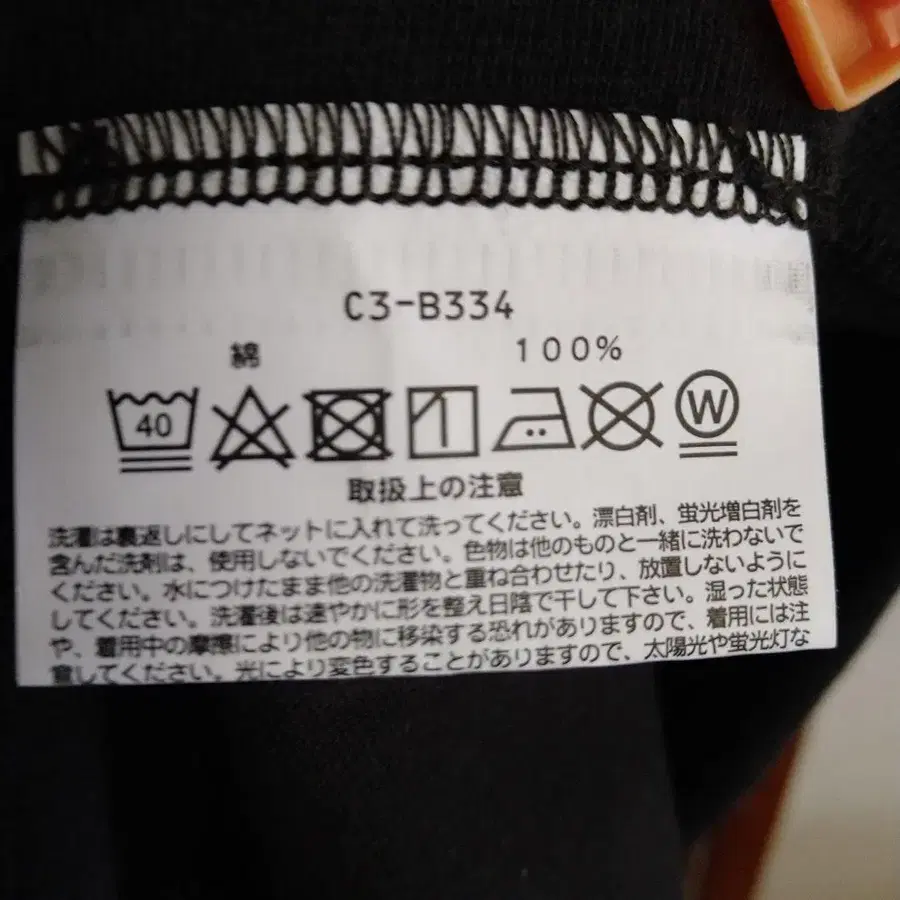 C3-B334
綿 100%
40 W
取扱上の注意
洗濯は裏返しにしてネットに入れて洗ってください。漂白剤、蛍光増白剤を
含んだ洗剤は、使用しないでください。色物は他のものと一緒に洗わないで
ください。水につけたまま他の洗濯物と重ね合わせたり、放置しないように
してください。洗濯後は速やかに形を整え日陰で干して下さい。湿った状態
や、着用中の摩擦により他の物に移染する恐れがありますので、着用には注
意してください。光により変色することがありますので、太陽光や蛍光灯な